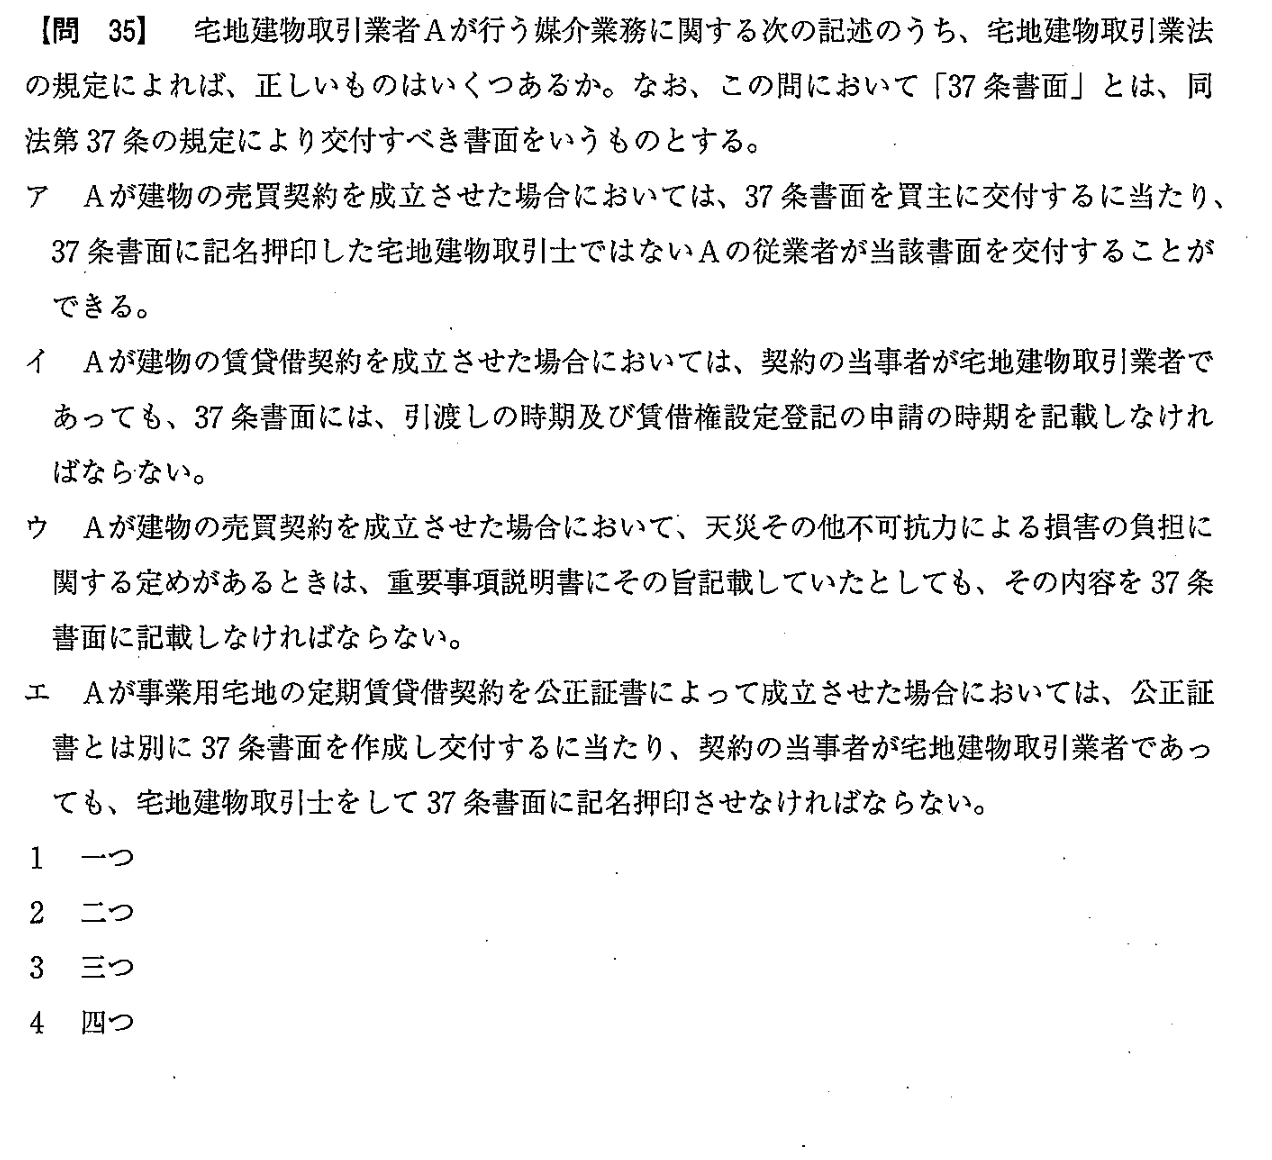 【問　35】　宅地建物取引業者Ａが行う媒介業務に関する次の記述のうち、宅地建物取引業法
の規定によれば、正しいものはいくつあるか。なお、この問において「37条書面」とは、同
法第37条の規定により交付すべき書面をいうものとする。
ア　Ａが建物の売買契約を成立させた場合においては、37条書面を買主に交付するに当たり、
37条書面に記名押印した宅地建物取引士ではないＡの従業者が当該書面を交付することが
できる。
イ　Ａが建物の賃貸借契約を成立させた場合においては、契約の当事者が宅地建物取引業者で
あっても、37条書面には、引渡しの時期及び賃借権設定登記の申請の時期を記載しなけれ
ばならない。
ウ　Ａが建物の売買契約を成立させた場合において、天災その他不可抗力による損害の負担に
関する定めがあるときは、重要事項説明書にその旨記載していたとしても、その内容を37条
書面に記載しなければならない。
エ　Ａが事業用宅地の定期賃貸借契約を公正証書によって成立させた場合においては、公正証
書とは別に37条書面を作成し交付するに当たり、契約の当事者が宅地建物取引業者であっ
ても、宅地建物取引士をして37条書面に記名押印させなければならない。
1　一つ
2　二つ
3　三つ
4　四つ